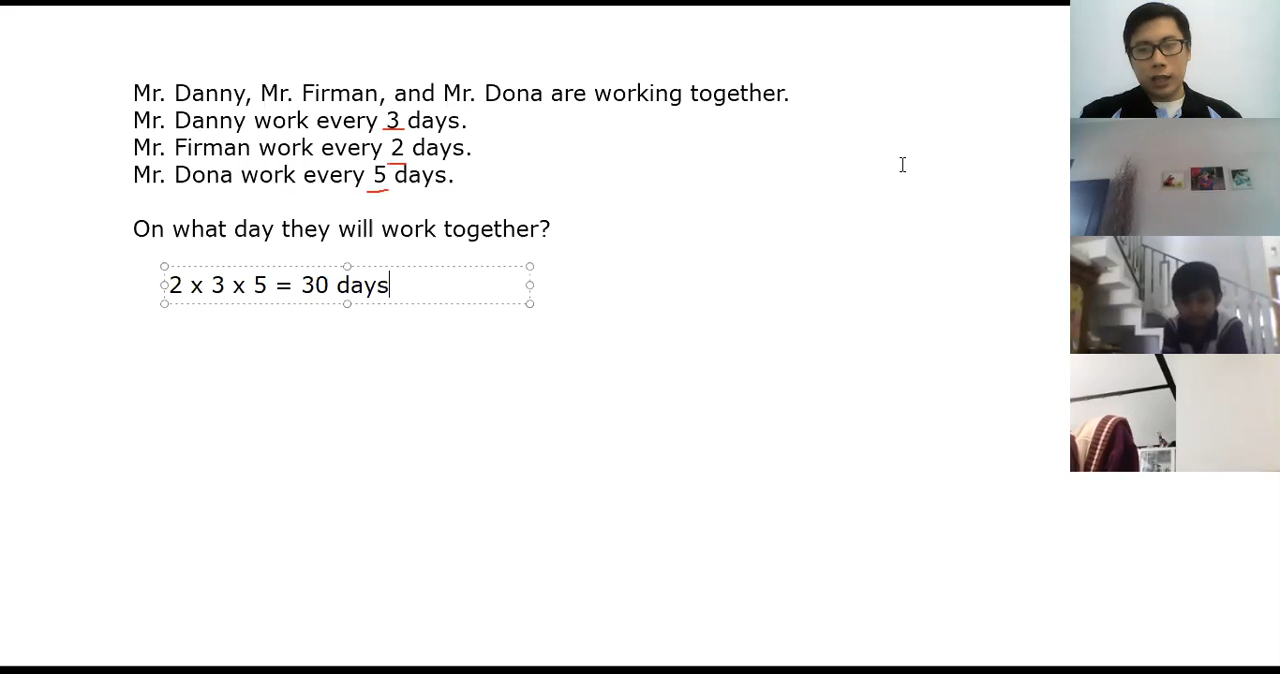 Mr. Danny, Mr. Firman, and Mr. Dona are working together.
Mr. Danny work every 3 days.
Mr. Firman work every 2 days.
Mr. Dona work every 5 days.
On what day they will work together?
2 x 3 x 5 = 30 days